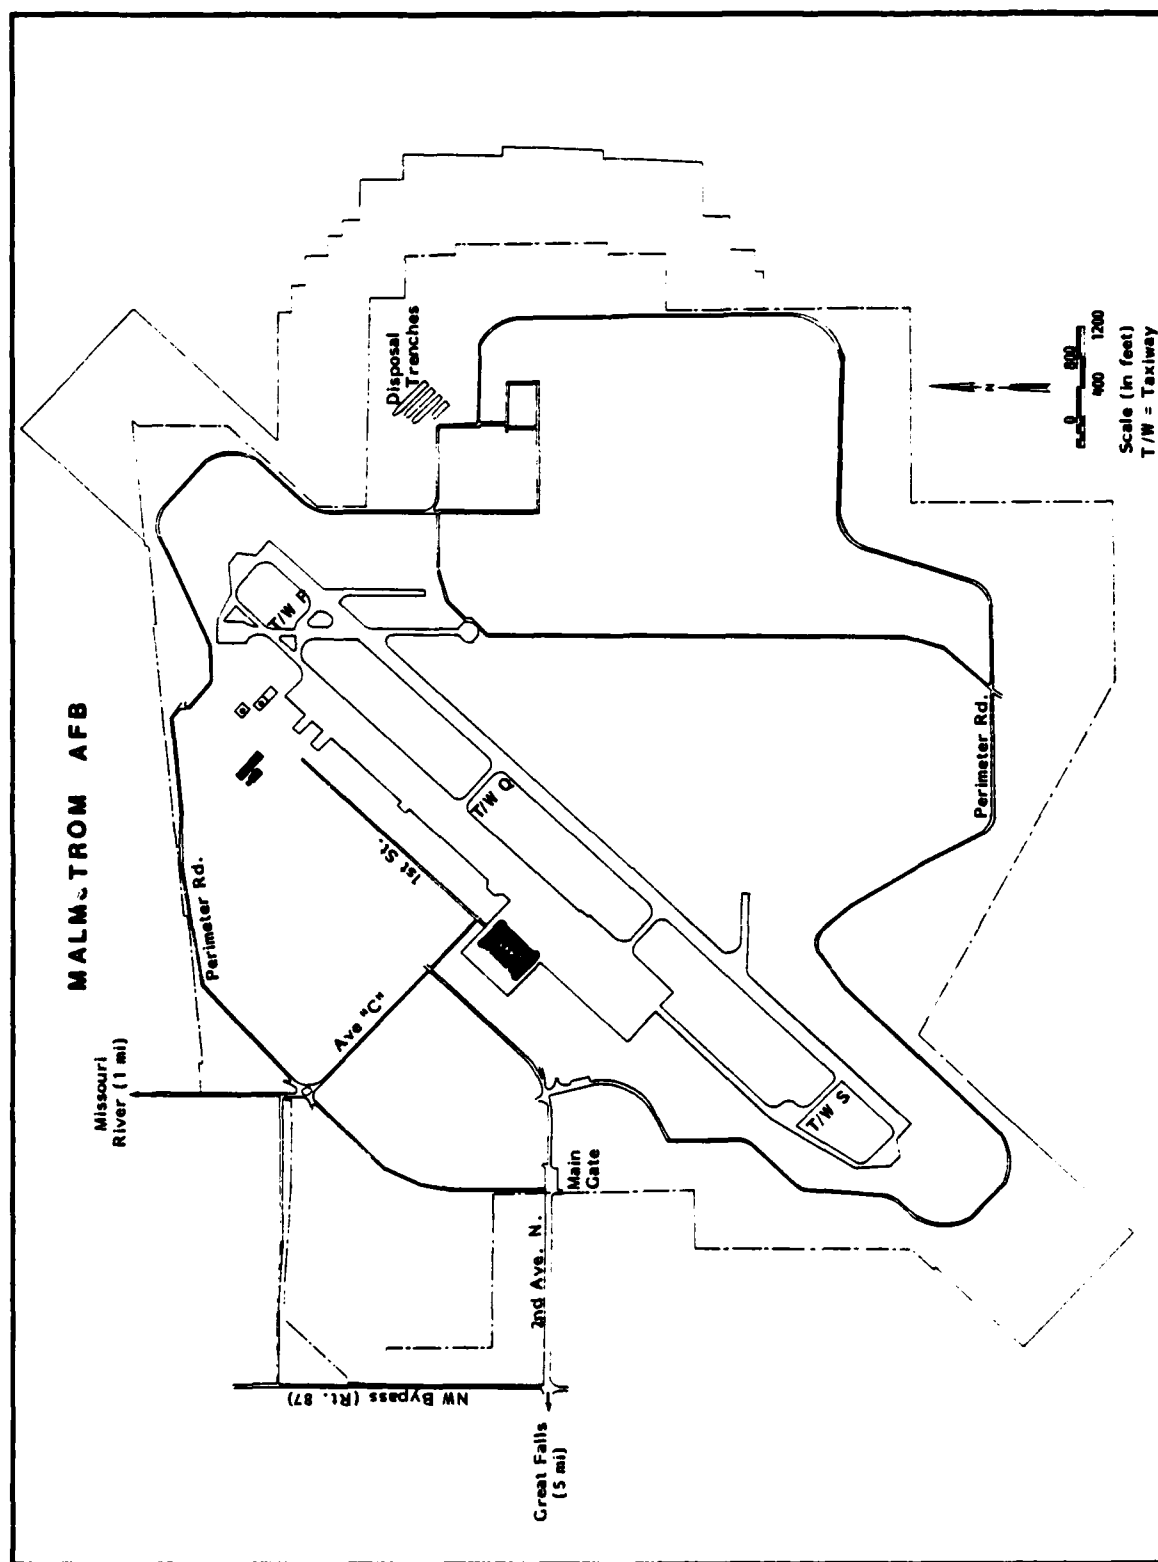 MALMSTROM AFB
Missouri
River (1 mi)
Perimeter Rd.
Ave "C"
1st St.
T/W P
T/W Q
T/W S
Disposal
Trenches
NW Bypass (Rt. 87)
2nd Ave. N.
Main
Gate
Great Falls
(5 mi)
Perimeter Rd.
N
0
800
400
1200
Scale (in feet)
T/W = Taxiway